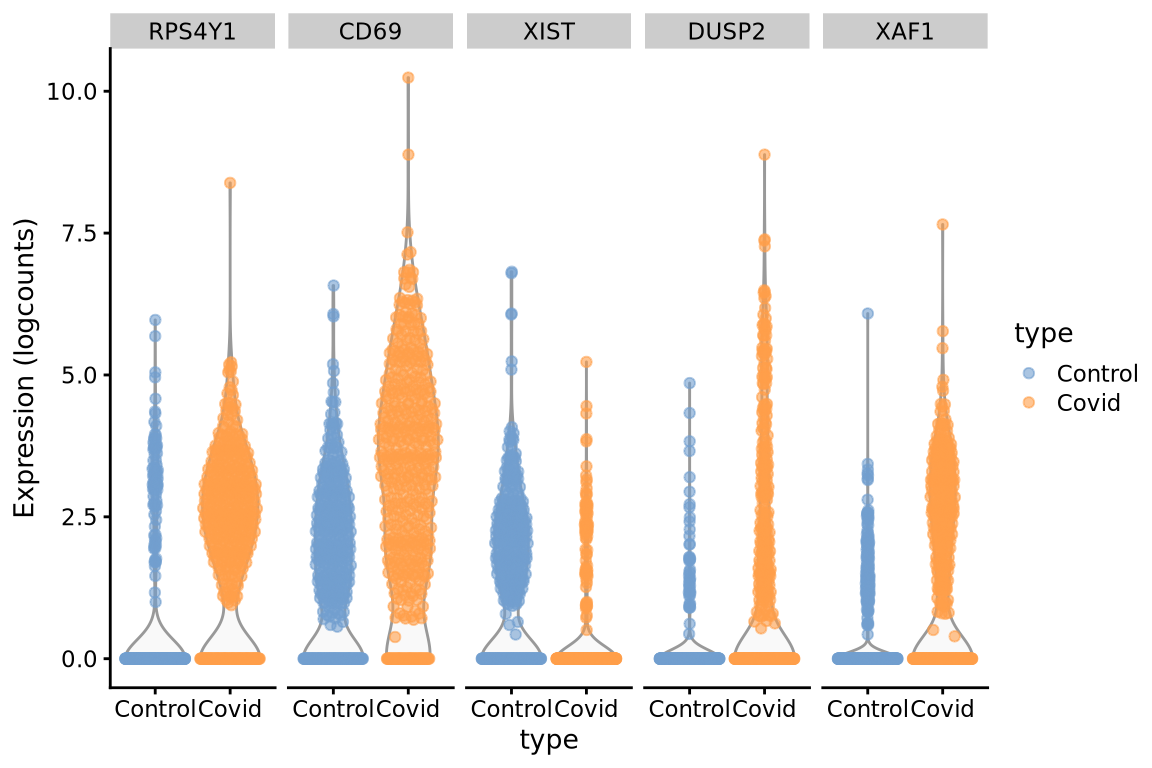 RPS4Y1 CD69 XIST DUSP2 XAF1
10.0
7.5
5.0
2.5
0.0
Expression (logcounts)
Control Covid Control Covid Control Covid Control Covid Control Covid
type
type
Control
Covid